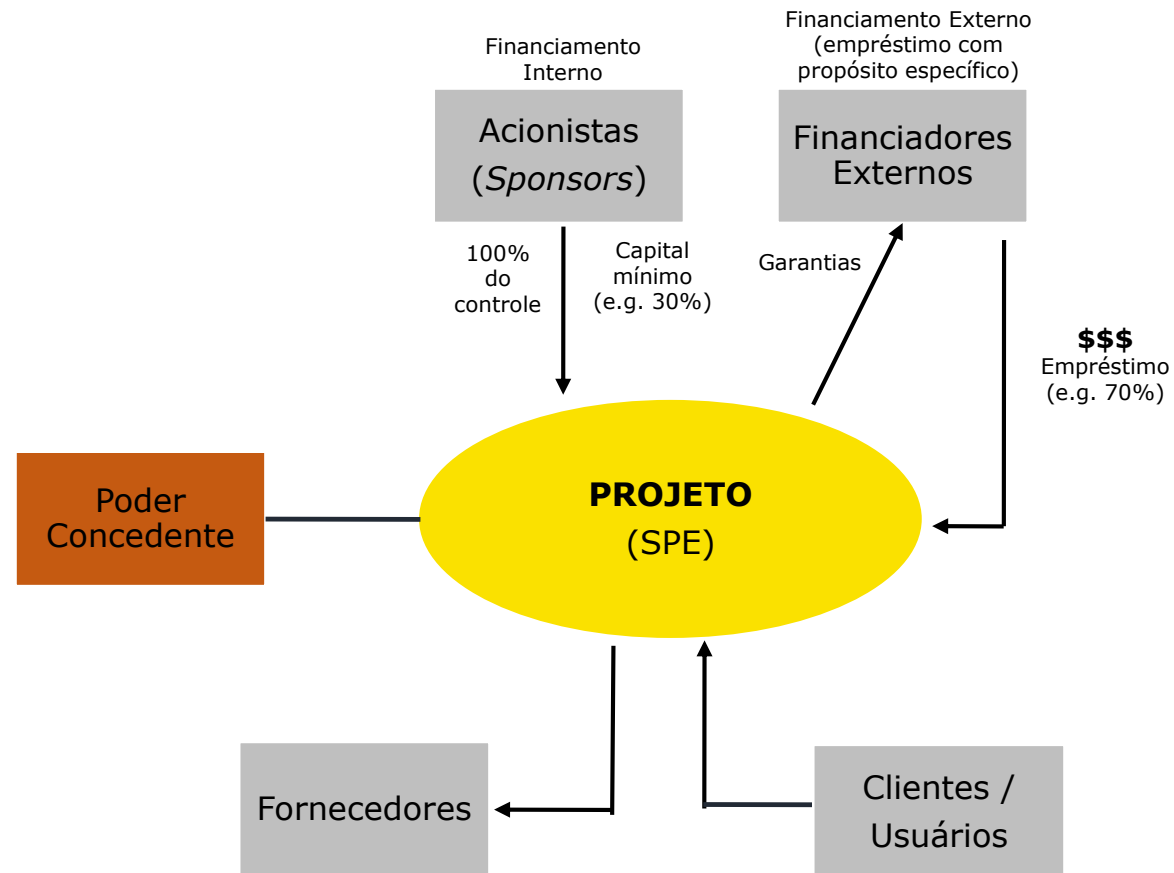 Financiamento
Interno
Financiamento Externo
(empréstimo com
propósito específico)
Acionistas
(Sponsors)
Financiadores
Externos
100%
do
controle
Capital
mínimo
(e.g. 30%)
Garantias
$$$
Empréstimo
(e.g. 70%)
Poder
Concedente
PROJETO
(SPE)
Fornecedores
Clientes /
Usuários